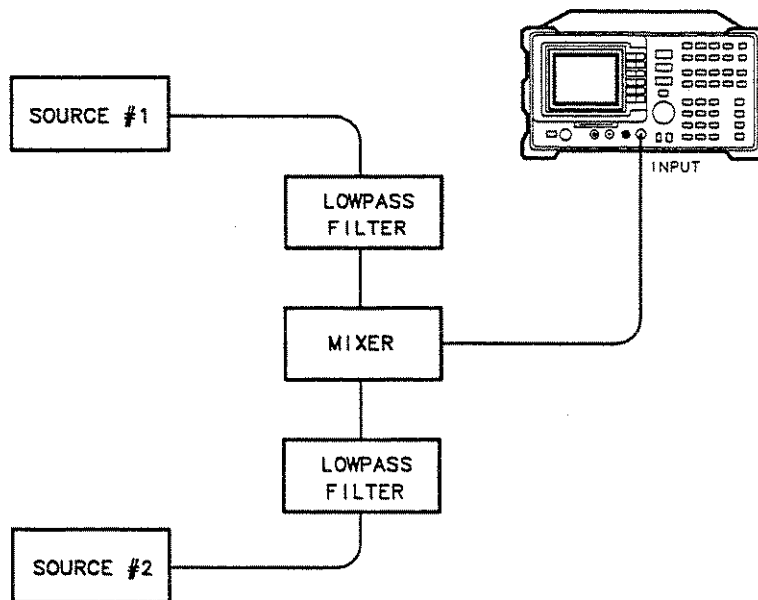 SOURCE #1
INPUT
LOWPASS
FILTER
MIXER
LOWPASS
FILTER
SOURCE #2